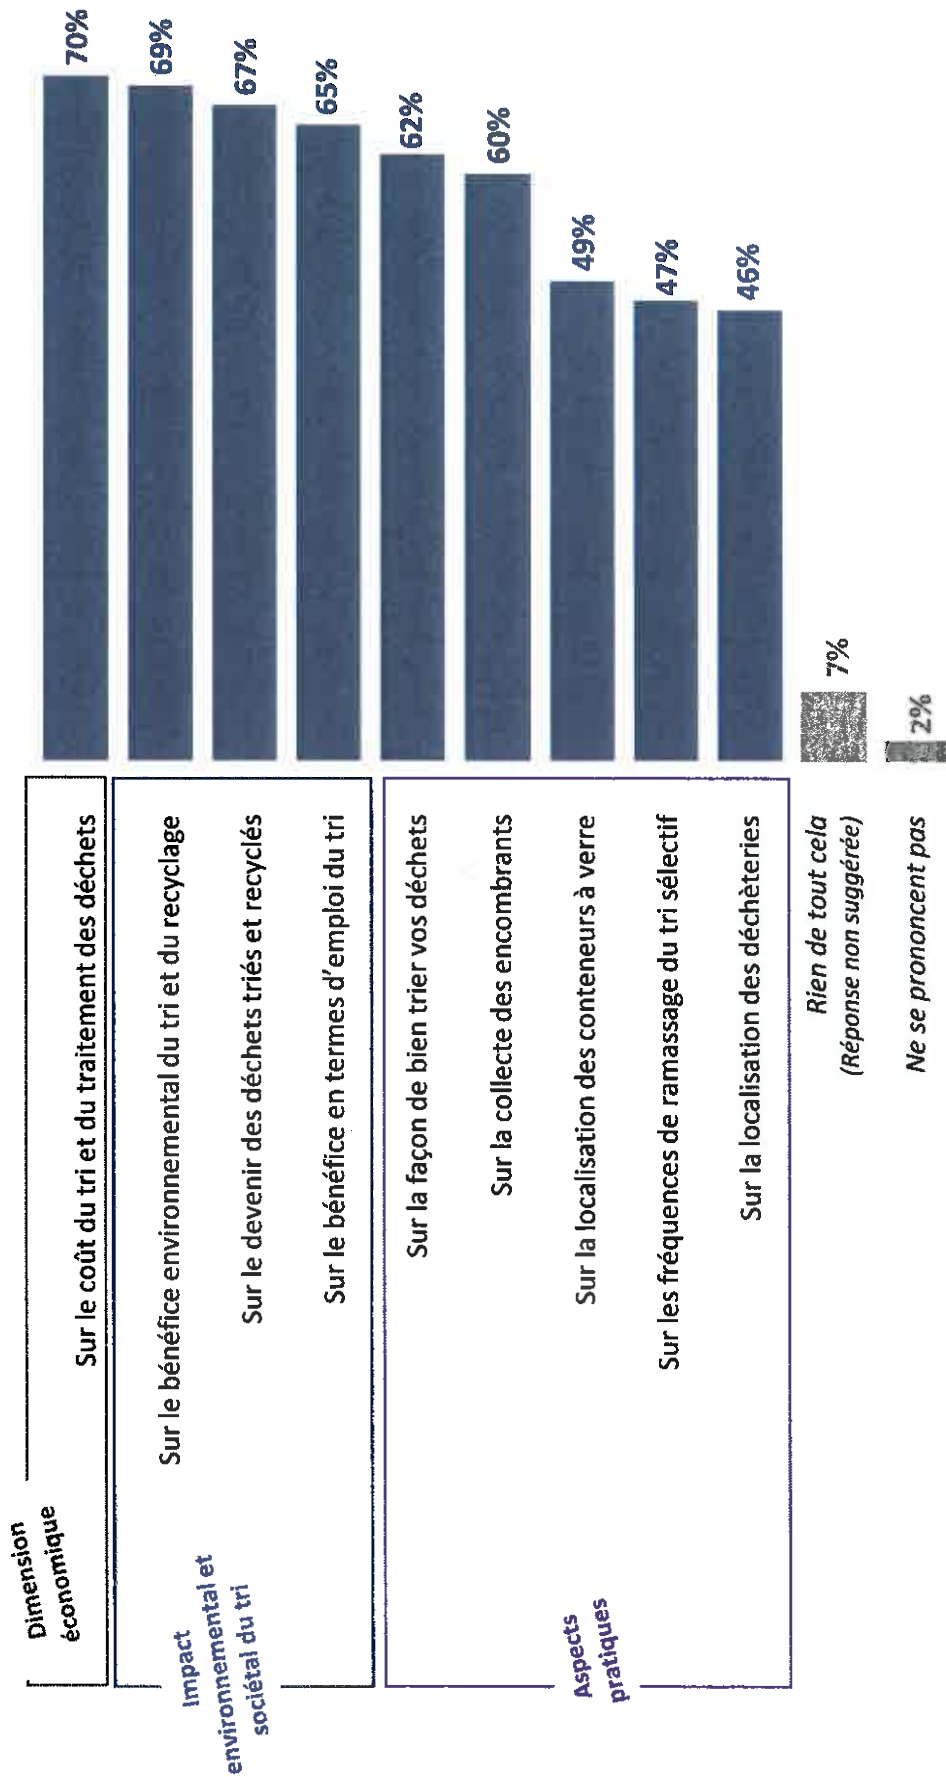 Dimension
économique
Sur le coût du tri et du traitement des déchets
70%
Impact
environnemental et
sociétal du tri
Sur le bénéfice environnemental du tri et du recyclage
69%
Sur le devenir des déchets triés et recyclés
67%
Sur le bénéfice en termes d'emploi du tri
65%
Aspects
pratiques
Sur la façon de bien trier vos déchets
62%
Sur la collecte des encombrants
60%
Sur la localisation des conteneurs à verre
49%
Sur les fréquences de ramassage du tri sélectif
47%
Sur la localisation des déchèteries
46%
Rien de tout cela
(Réponse non suggérée)
7%
Ne se prononcent pas
2%